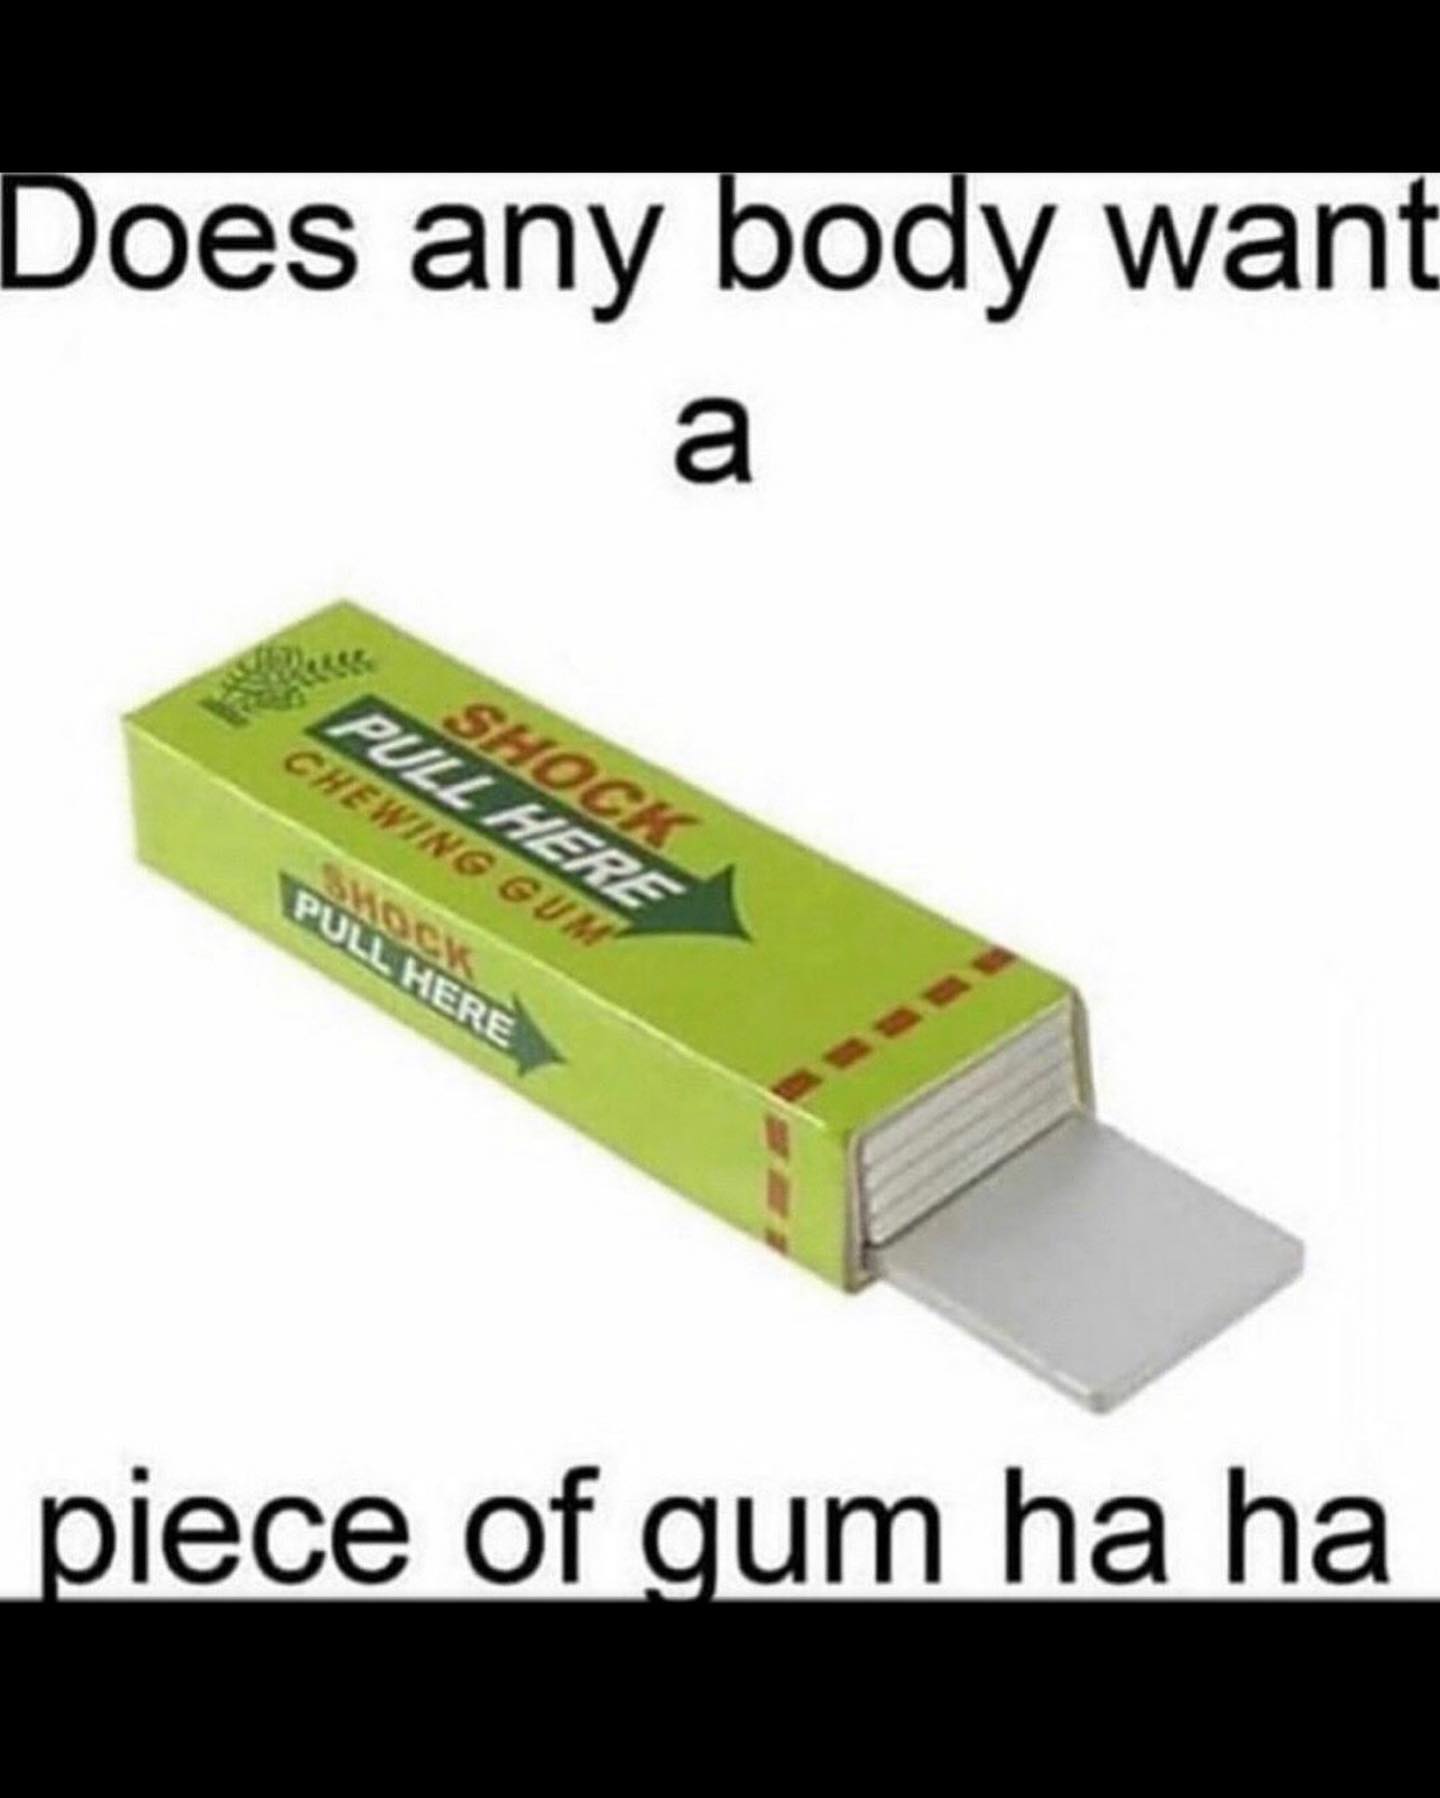 Does any body want
a
SHOCK
PULL HERE
CHEWING GUM
SHOCK
PULL HERE
piece of gum ha ha